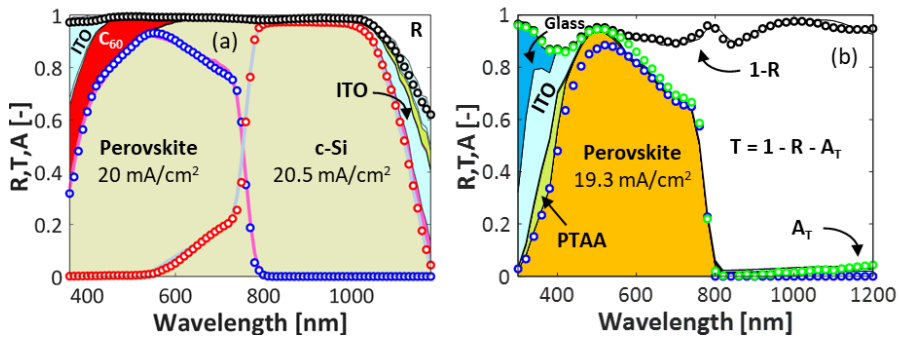 R,T,A [-]
1
0.8
0.6
0.4
0.2
0
ITO
C₆₀
(a)
R
ITO
Perovskite
20 mA/cm²
c-Si
20.5 mA/cm²
400 600 800 1000
Wavelength [nm]
R,T,A [-]
1
0.8
0.6
0.4
0.2
0
Glass
ITO
1-R
(b)
Perovskite
19.3 mA/cm²
T = 1 - R - A_T
PTAA
A_T
400 600 800 1000 1200
Wavelength [nm]